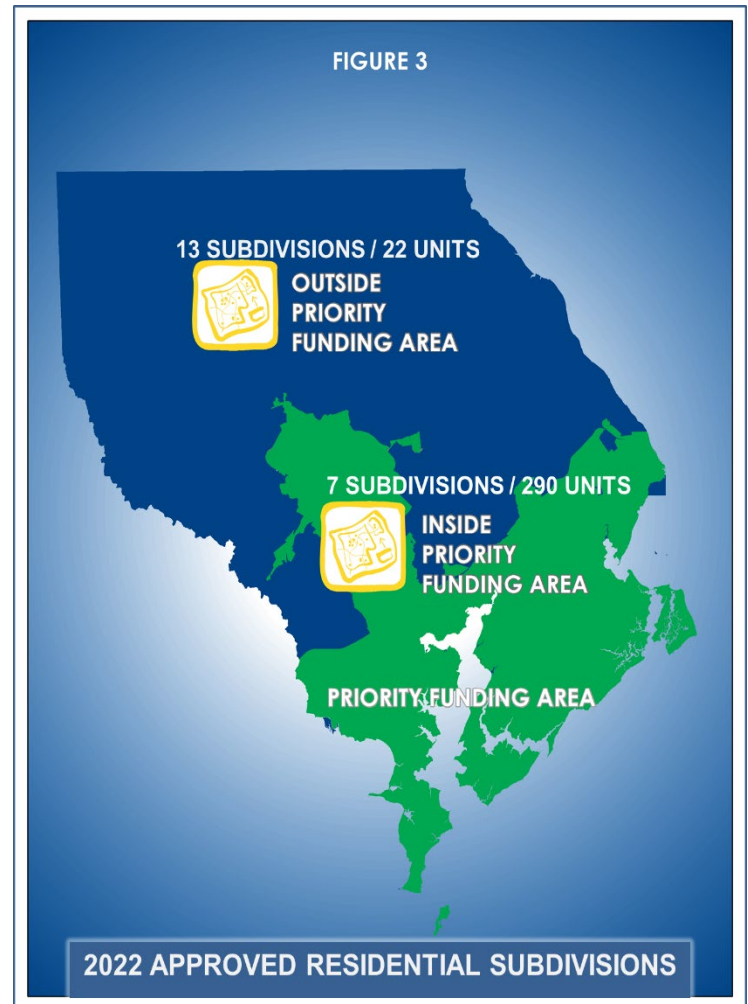 FIGURE 3
13 SUBDIVISIONS / 22 UNITS
OUTSIDE
PRIORITY
FUNDING AREA
7 SUBDIVISIONS / 290 UNITS
INSIDE
PRIORITY
FUNDING AREA
PRIORITY FUNDING AREA
2022 APPROVED RESIDENTIAL SUBDIVISIONS